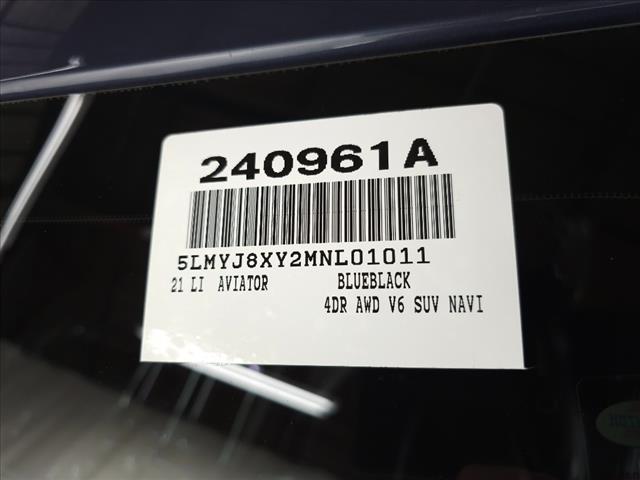 240961A
5LMYJ8XY2MNL01011
21 LI AVIATOR BLUEBLACK
4DR AWD V6 SUV NAVI